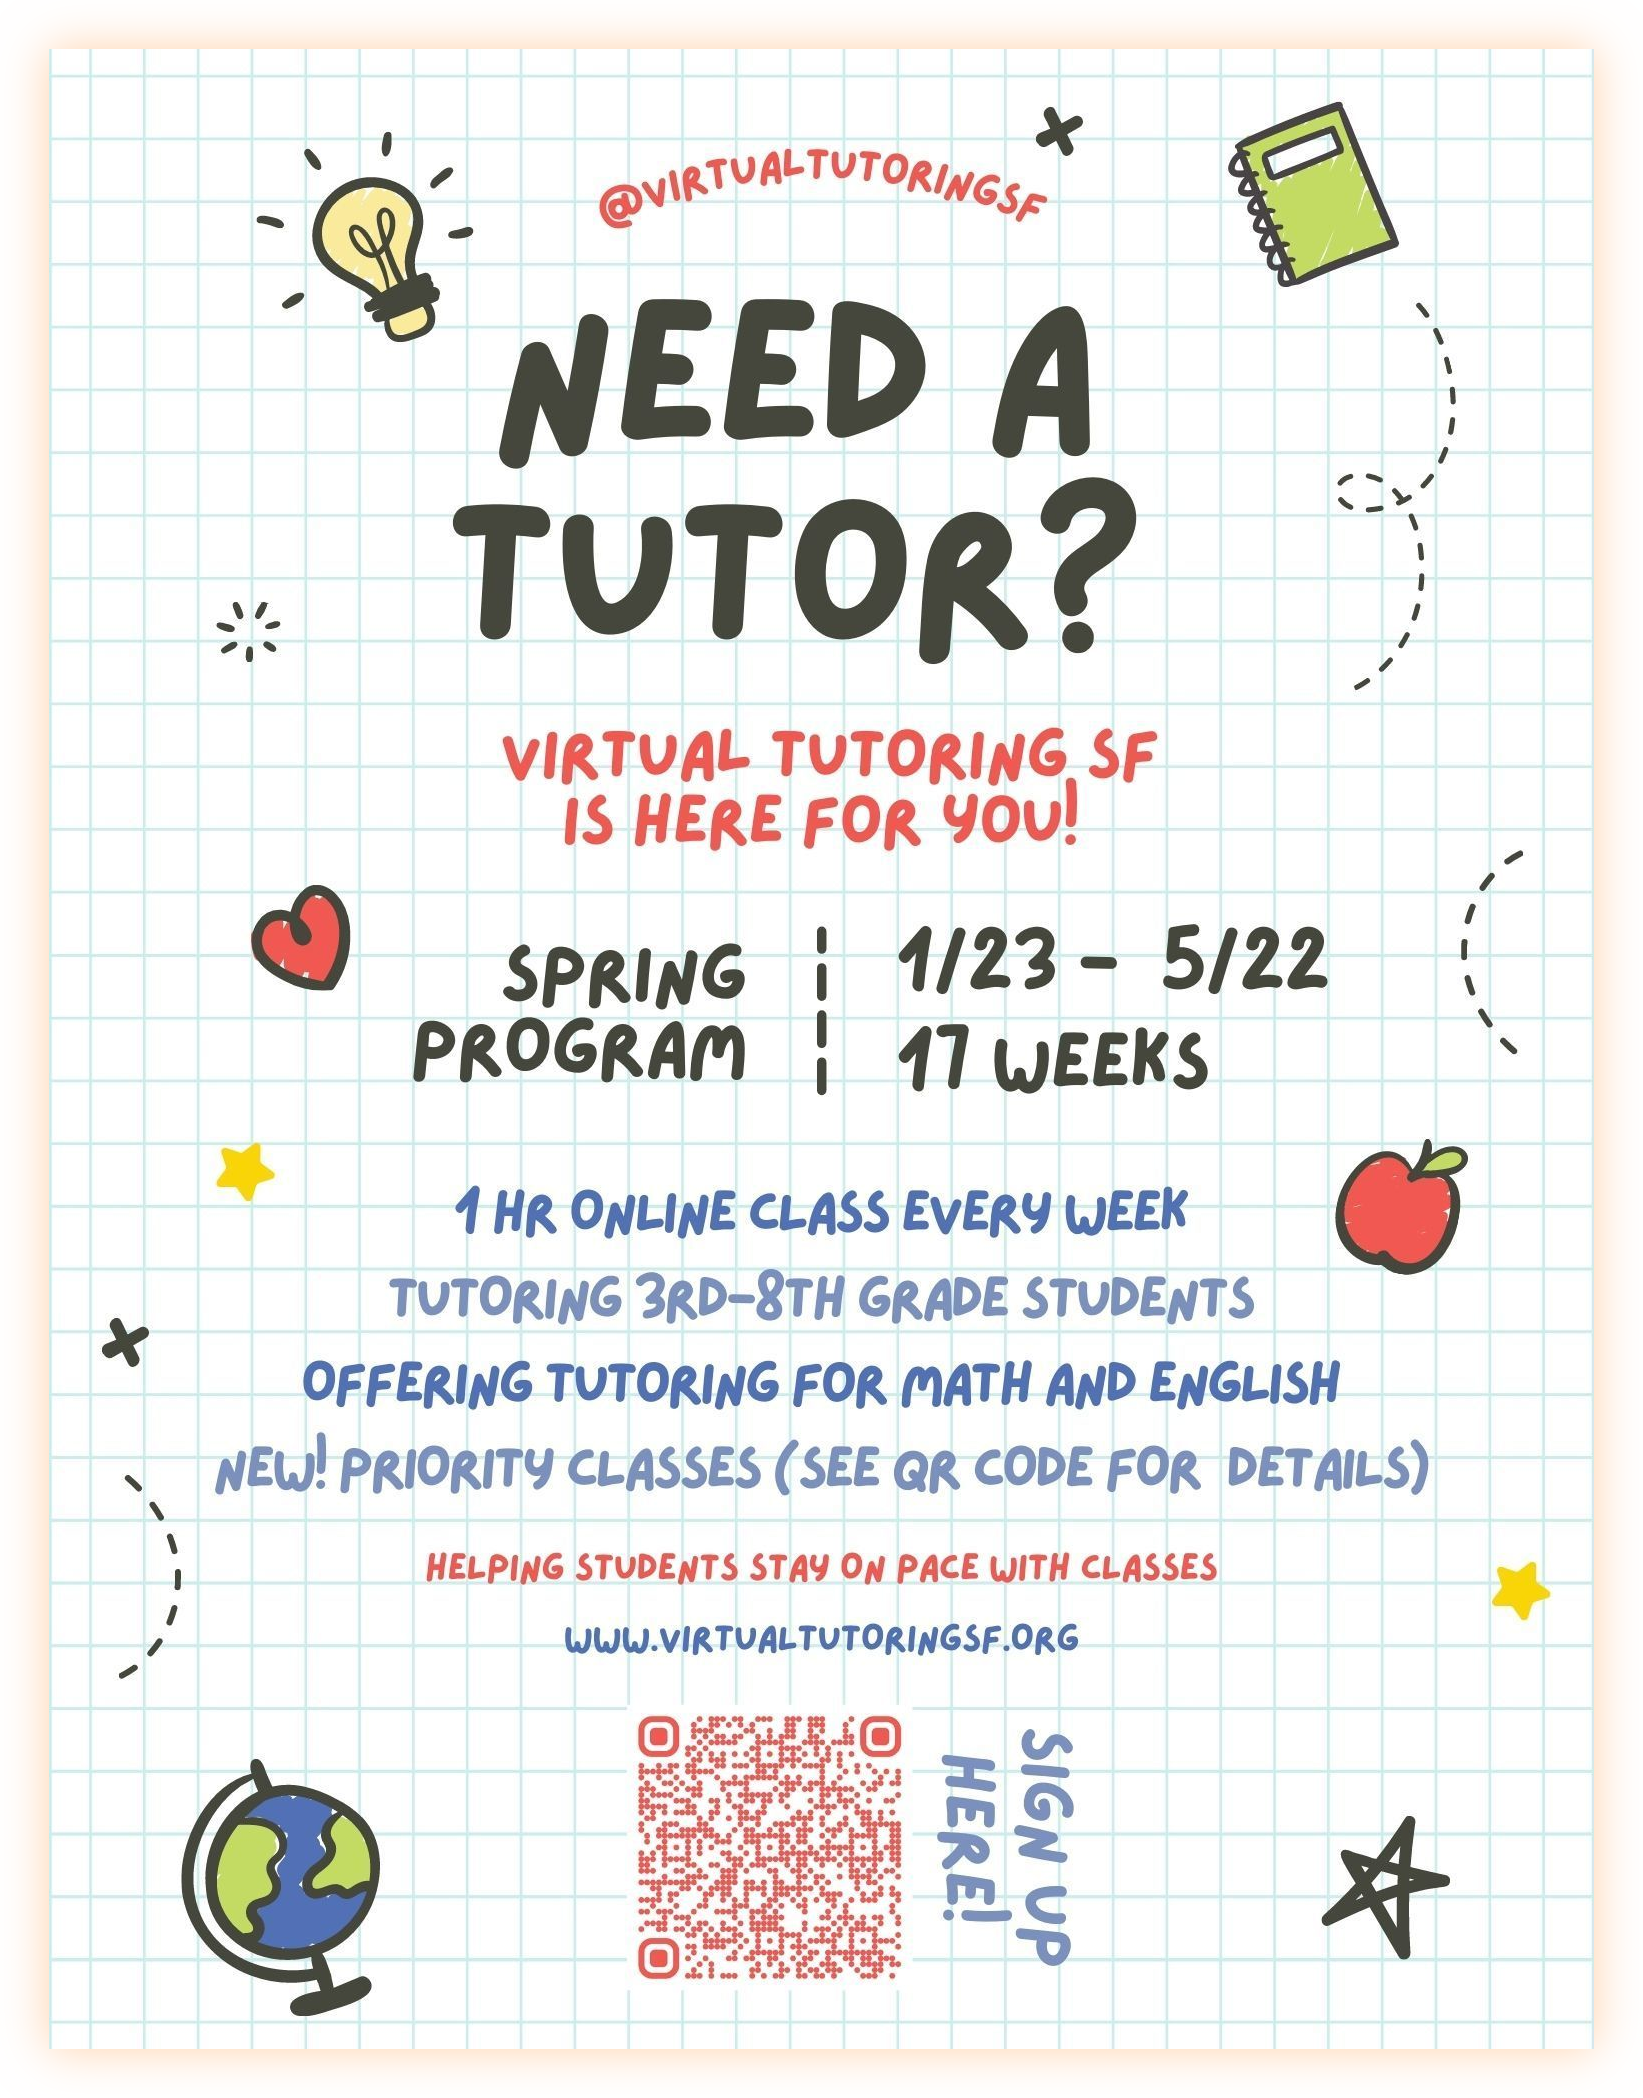 @VIRTUALTUTORINGSF
NEED A
TUTOR?
VIRTUAL TUTORING SF
IS HERE FOR YOU!
SPRING
PROGRAM
1/23 - 5/22
17 WEEKS
1 HR ONLINE CLASS EVERY WEEK
TUTORING 3RD-8TH GRADE STUDENTS
OFFERING TUTORING FOR MATH AND ENGLISH
NEW! PRIORITY CLASSES (SEE QR CODE FOR DETAILS)
HELPING STUDENTS STAY ON PACE WITH CLASSES
WWW.VIRTUALTUTORINGSF.ORG
SIGN UP
HERE!